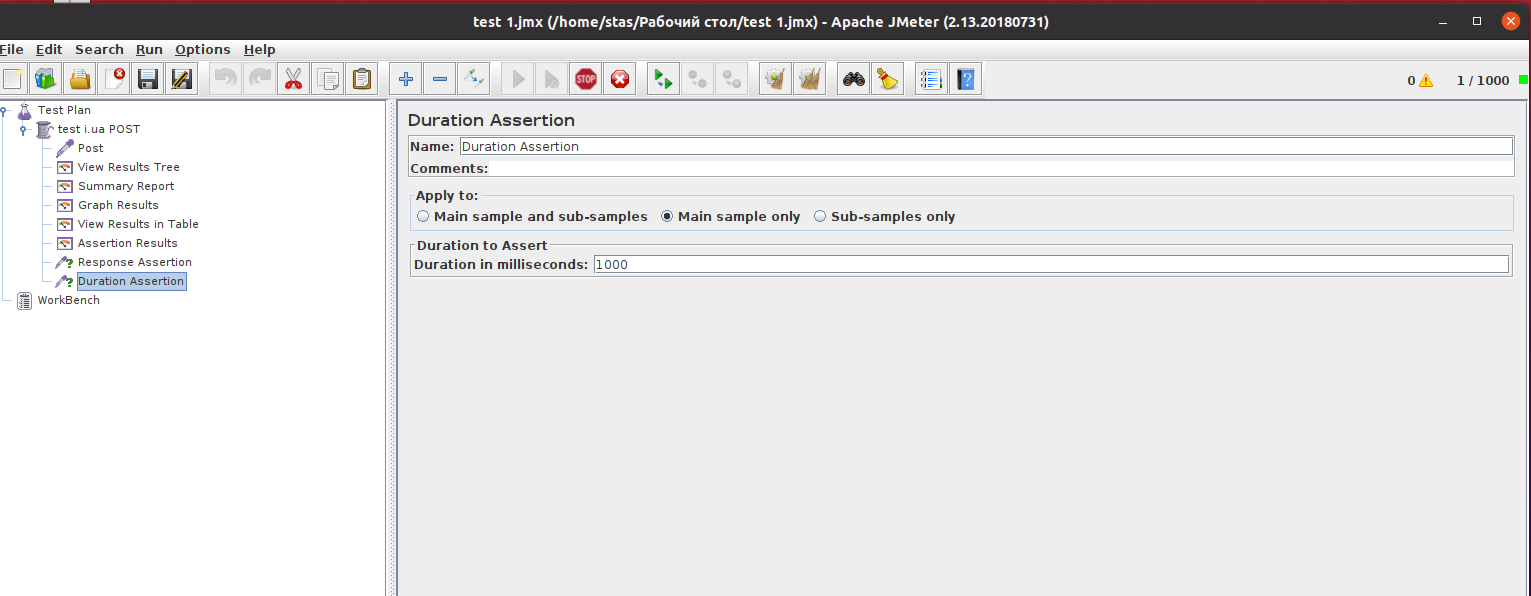 test 1.jmx (/home/stas/Рабочий стол/test 1.jmx) - Apache JMeter (2.13.20180731)
File Edit Search Run Options Help
STOP
?
0 1 / 1000
Test Plan
test i.ua POST
Post
View Results Tree
Summary Report
Graph Results
View Results in Table
Assertion Results
Response Assertion
Duration Assertion
WorkBench
Duration Assertion
Name: Duration Assertion
Comments:
Apply to:
Main sample and sub-samples Main sample only Sub-samples only
Duration to Assert
Duration in milliseconds: 1000